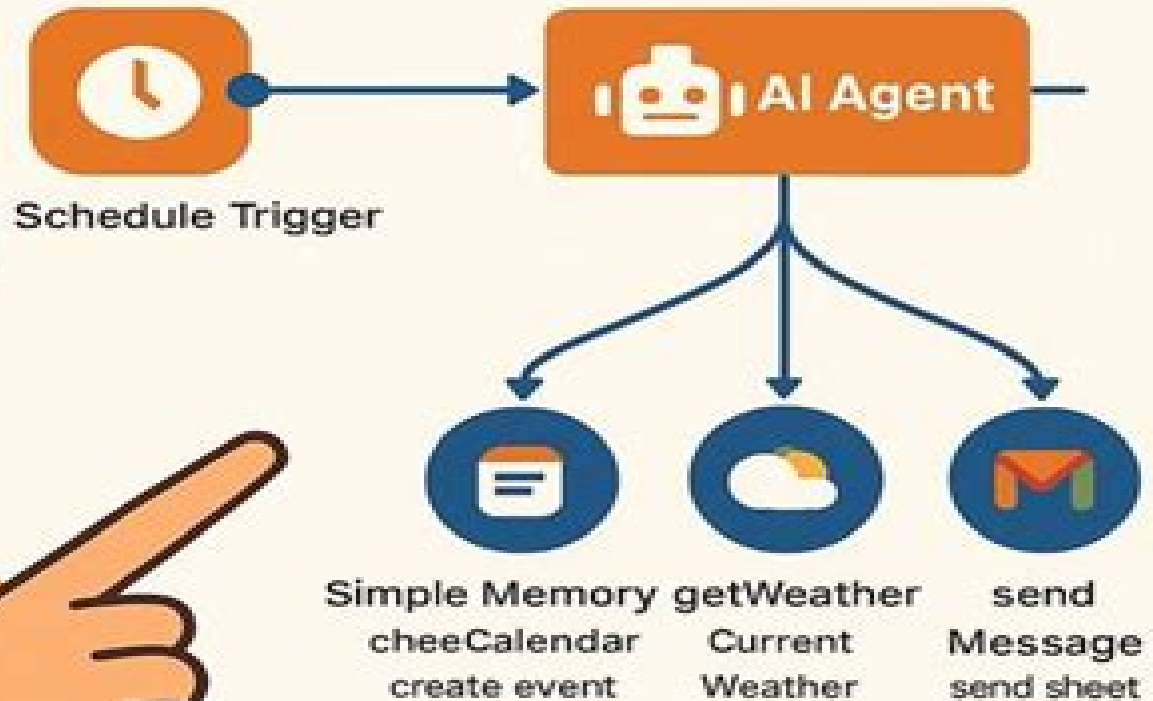 AI Agent
Schedule Trigger
Simple Memory
cheeCalendar
create event
getWeather
Current
Weather
send
Message
send sheet